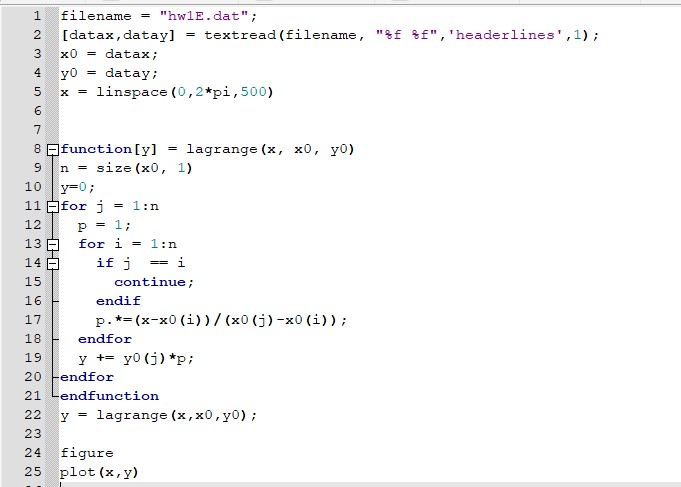 1 filename = "hw1E.dat";
2 [datax,datay] = textread(filename, "%f %f",'headerlines',1);
3 x0 = datax;
4 y0 = datay;
5 x = linspace(0,2*pi,500)
6
7
8 function[y] = lagrange(x, x0, y0)
9 n = size(x0, 1)
10 y=0;
11 for j = 1:n
12   p = 1;
13   for i = 1:n
14     if j  == i
15       continue;
16     endif
17     p.*=(x-x0(i))/(x0(j)-x0(i));
18   endfor
19   y += y0(j)*p;
20 endfor
21 endfunction
22 y = lagrange(x,x0,y0);
23
24 figure
25 plot(x,y)